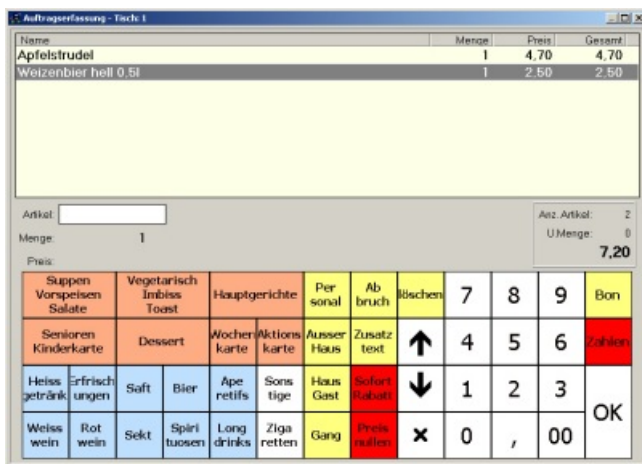 Auftragserfassung - Tisch: 1
Name Menge Preis Gesamt
Apfelstrudel 1 4,70 4,70
Weizenbier hell 0,5l 1 2,50 2,50
Artikel: Anz. Artikel: 2
Menge: 1 U.Menge: 0
7,20
Preis:
Suppen Vorspeisen Salate Vegetarisch Imbiss Toast Hauptgerichte Per sonal Ab bruch löschen 7 8 9 Bon
Senioren Kinderkarte Dessert Wochen karte Aktions karte Ausser Haus Zusatz text 4 5 6 Zahlen
Heiss getränk Erfrisch ungen Saft Bier Ape retifs Sons tige Haus Gast Sofort Rabatt 1 2 3
OK
Weiss wein Rot wein Sekt Spiri tuosen Long drinks Ziga retten Gang Preis nullen 0 , 00